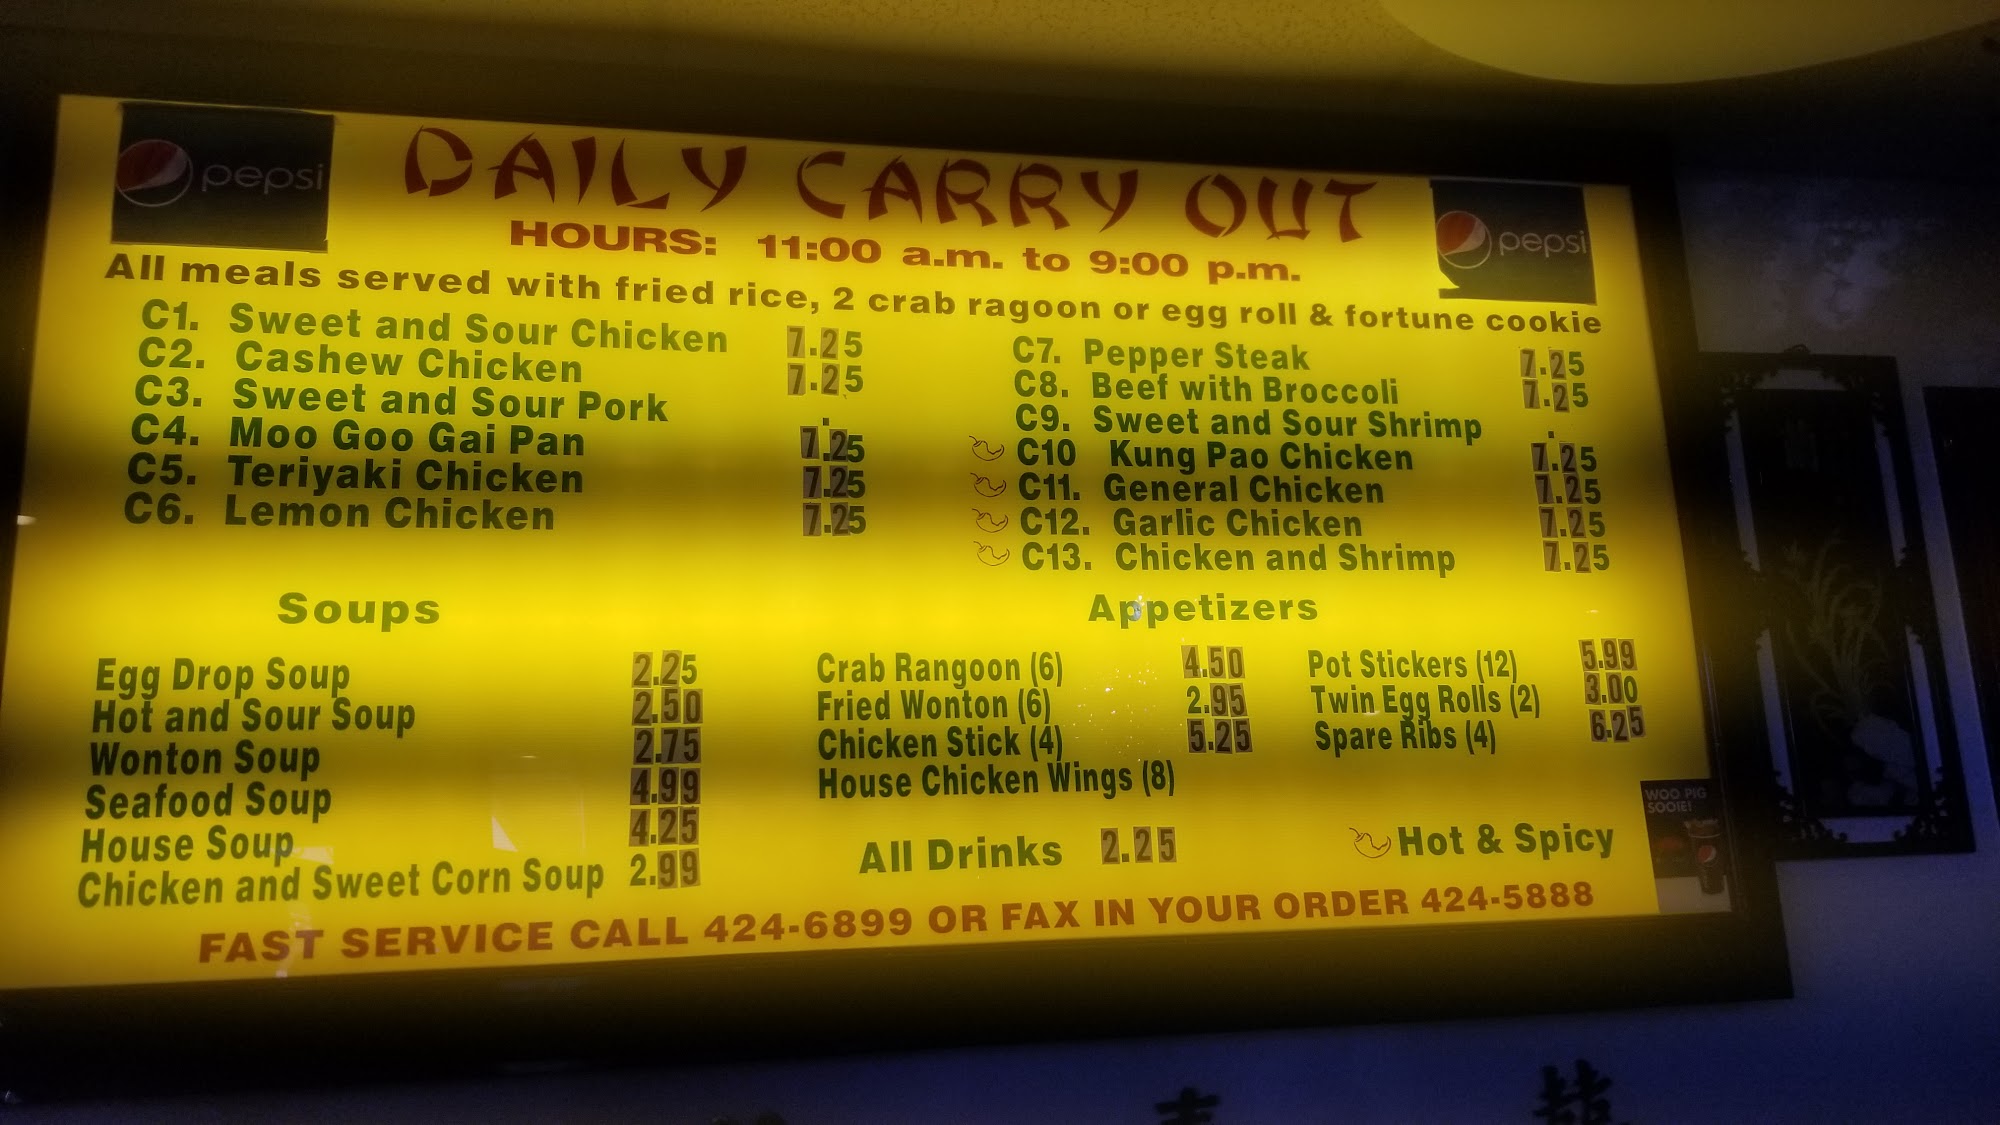 pepsi
DAILY CARRY OUT
pepsi
HOURS: 11:00 a.m. to 9:00 p.m.
All meals served with fried rice, 2 crab ragoon or egg roll & fortune cookie
C1. Sweet and Sour Chicken 7.25
C2. Cashew Chicken 7.25
C3. Sweet and Sour Pork .
C4. Moo Goo Gai Pan 7.25
C5. Teriyaki Chicken 7.25
C6. Lemon Chicken 7.25
C7. Pepper Steak 7.25
C8. Beef with Broccoli 7.25
C9. Sweet and Sour Shrimp .
C10 Kung Pao Chicken 7.25
C11. General Chicken 7.25
C12. Garlic Chicken 7.25
C13. Chicken and Shrimp 7.25
Soups
Egg Drop Soup 2.25
Hot and Sour Soup 2.50
Wonton Soup 2.75
Seafood Soup 4.99
House Soup 4.25
Chicken and Sweet Corn Soup 2.99
Appetizers
Crab Rangoon (6) 4.50
Fried Wonton (6) 2.95
Chicken Stick (4) 5.25
House Chicken Wings (8)
Pot Stickers (12) 5.99
Twin Egg Rolls (2) 3.00
Spare Ribs (4) 6.25
All Drinks 2.25
Hot & Spicy
WOO PIG
SOOIE!
FAST SERVICE CALL 424-6899 OR FAX IN YOUR ORDER 424-5888